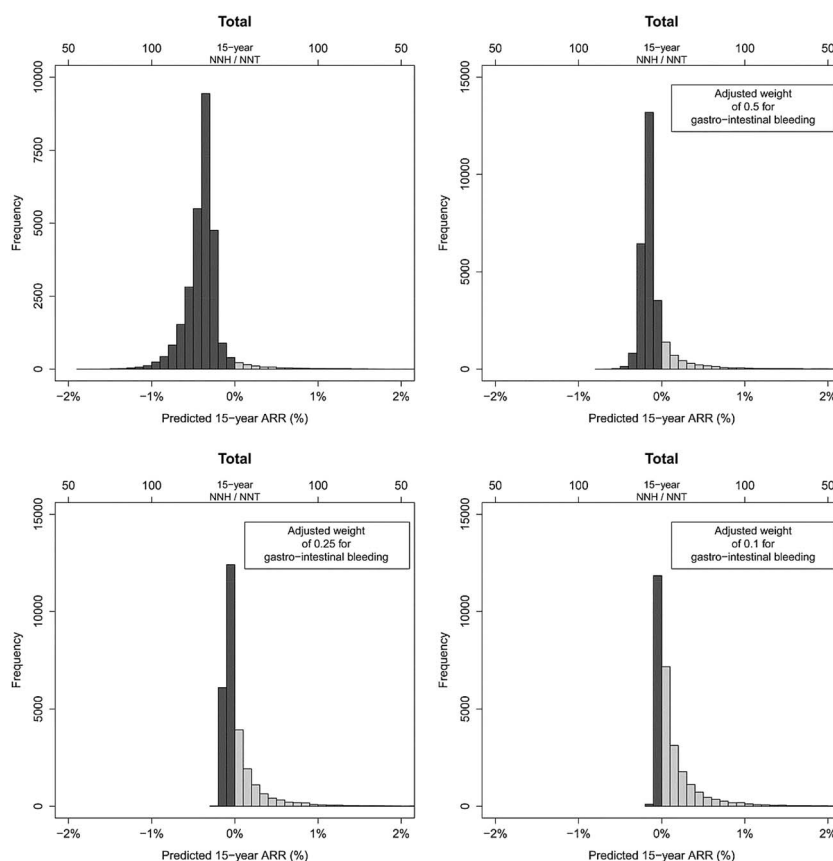 Total
50 100 15-year 100 50
NNH / NNT
10000
7500
5000
2500
0
Frequency
−2% −1% 0% 1% 2%
Predicted 15-year ARR (%)
Total
50 100 15-year 100 50
NNH / NNT
15000
10000
5000
0
Frequency
Adjusted weight
of 0.5 for
gastro-intestinal bleeding
−2% −1% 0% 1% 2%
Predicted 15-year ARR (%)
Total
50 100 15-year 100 50
NNH / NNT
15000
10000
5000
0
Frequency
Adjusted weight
of 0.25 for
gastro-intestinal bleeding
−2% −1% 0% 1% 2%
Predicted 15-year ARR (%)
Total
50 100 15-year 100 50
NNH / NNT
15000
10000
5000
0
Frequency
Adjusted weight
of 0.1 for
gastro-intestinal bleeding
−2% −1% 0% 1% 2%
Predicted 15-year ARR (%)